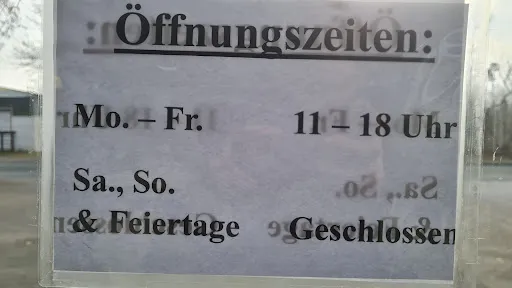 Öffnungszeiten:
Mo. – Fr. 11 – 18 Uhr
Sa., So.
& Feiertage Geschlossen